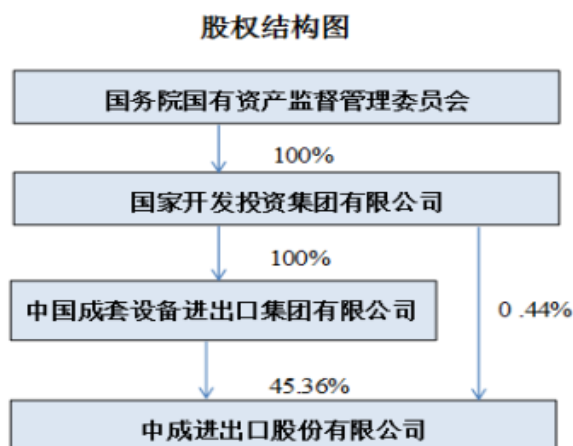 股权结构图
国务院国有资产监督管理委员会
100%
国家开发投资集团有限公司
100%
中国成套设备进出口集团有限公司
0 .44%
45.36%
中成进出口股份有限公司